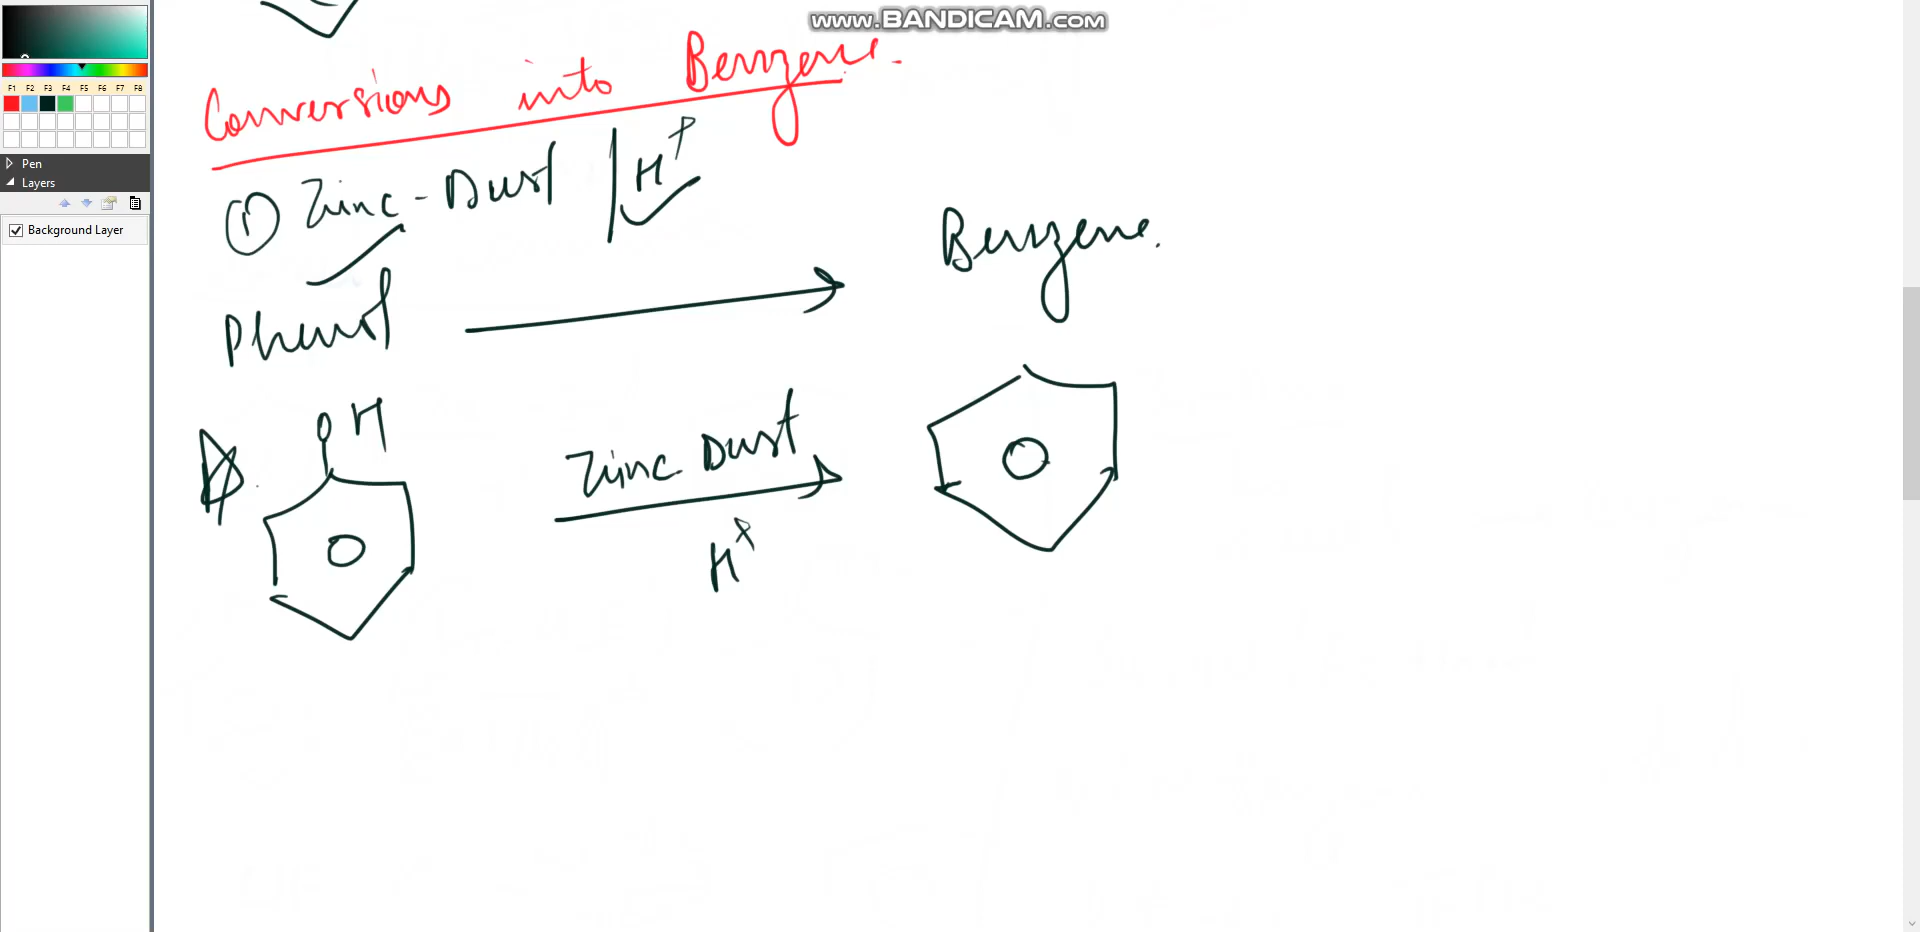 www.BANDICAM.com
F1 F2 F3 F4 F5 F6 F7 F8
Pen
Layers
Background Layer
Conversions into Benzene.
① Zinc-Dust / H+
Phenol
Benzene.
OH
Zinc Dust
H+